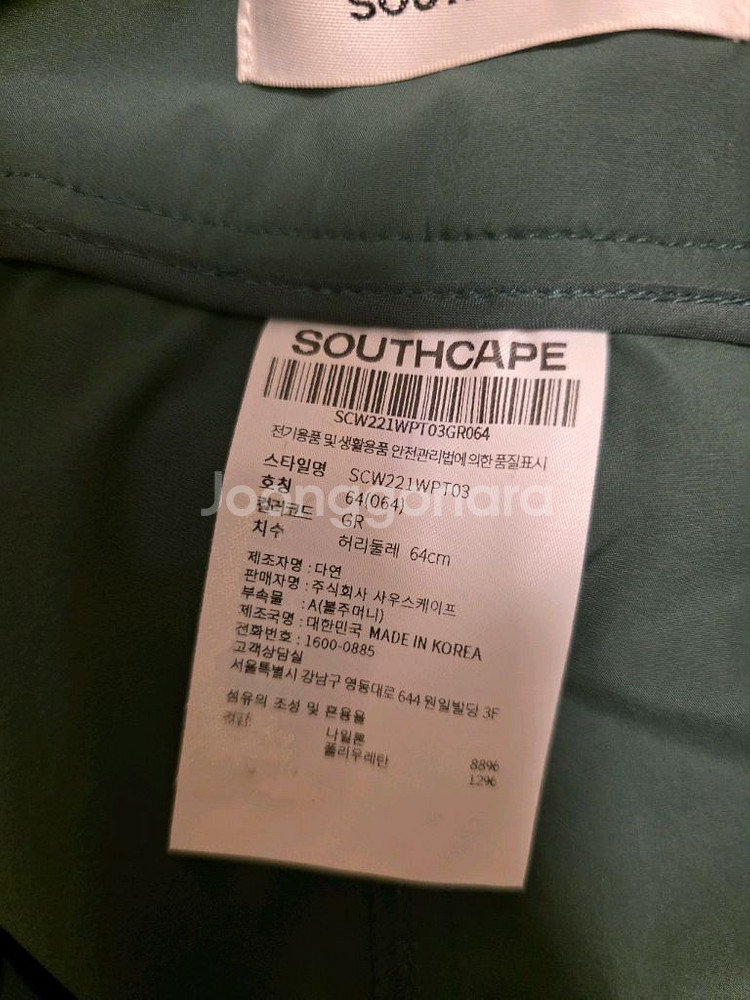 SOUTHCAPE
SCW221WPT03GR064
전기용품 및 생활용품 안전관리법에 의한 품질표시
스타일명 SCW221WPT03
호칭 64(064)
컬러코드 GR
치수 허리둘레 64cm
Joonggonara
제조자명 : 다연
판매자명 : 주식회사 사우스케이프
부속물 : A(볼주머니)
제조국명 : 대한민국 MADE IN KOREA
전화번호 : 1600-0885
고객상담실
서울특별시 강남구 영동대로 644 원일빌딩 3F
섬유의 조성 및 혼용율
겉감 나일론 88%
폴리우레탄 12%